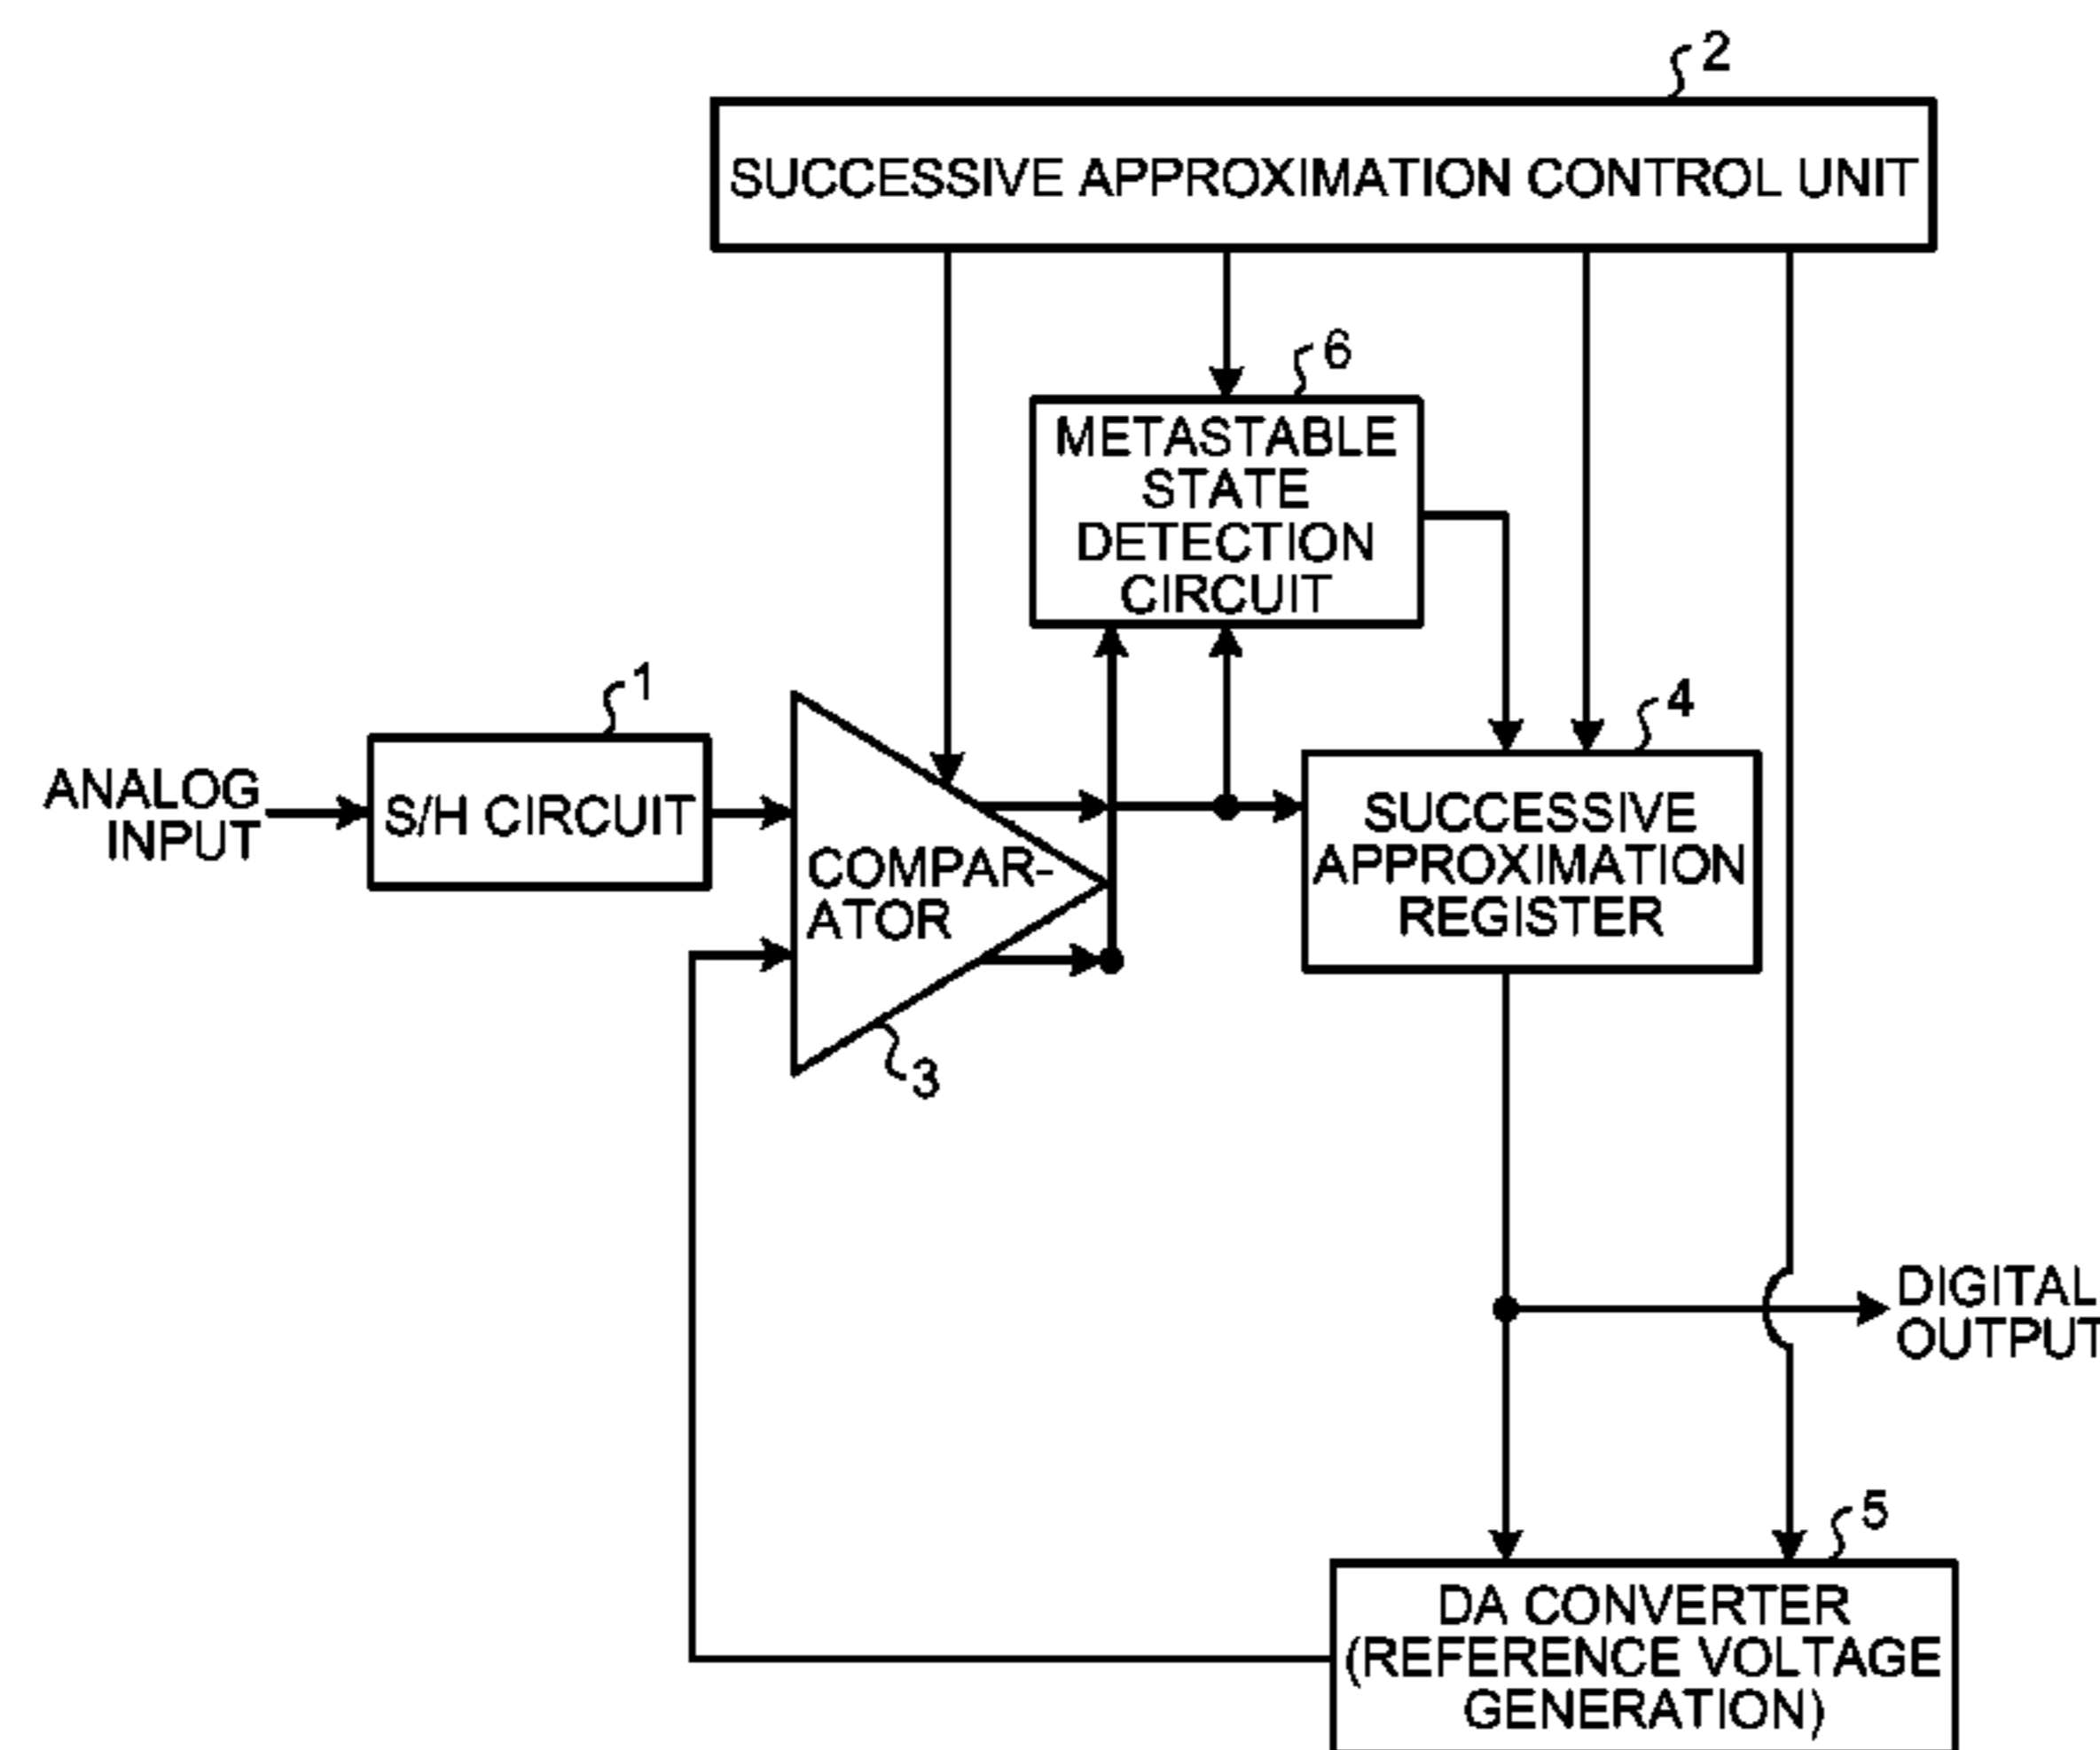 2
SUCCESSIVE APPROXIMATION CONTROL UNIT
6
METASTABLE
STATE
DETECTION
CIRCUIT
1
ANALOG
INPUT
S/H CIRCUIT
COMPAR-
ATOR
3
4
SUCCESSIVE
APPROXIMATION
REGISTER
DIGITAL
OUTPUT
5
DA CONVERTER
(REFERENCE VOLTAGE
GENERATION)